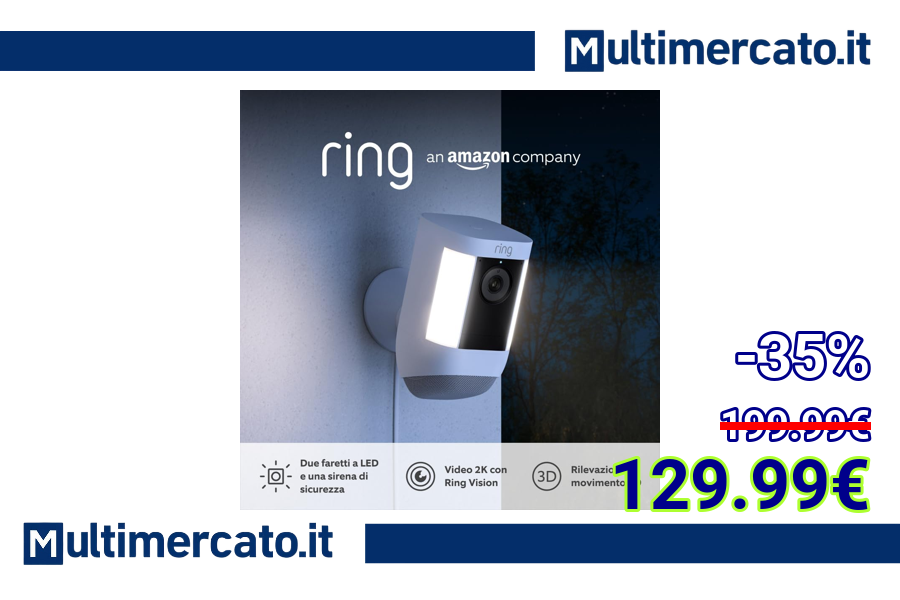 Multimercato.it
ring an amazon company
ring
-35%
199.99€
Due faretti a LED
e una sirena di
sicurezza
Video 2K con
Ring Vision
3D
movimento
129.99€
Multimercato.it